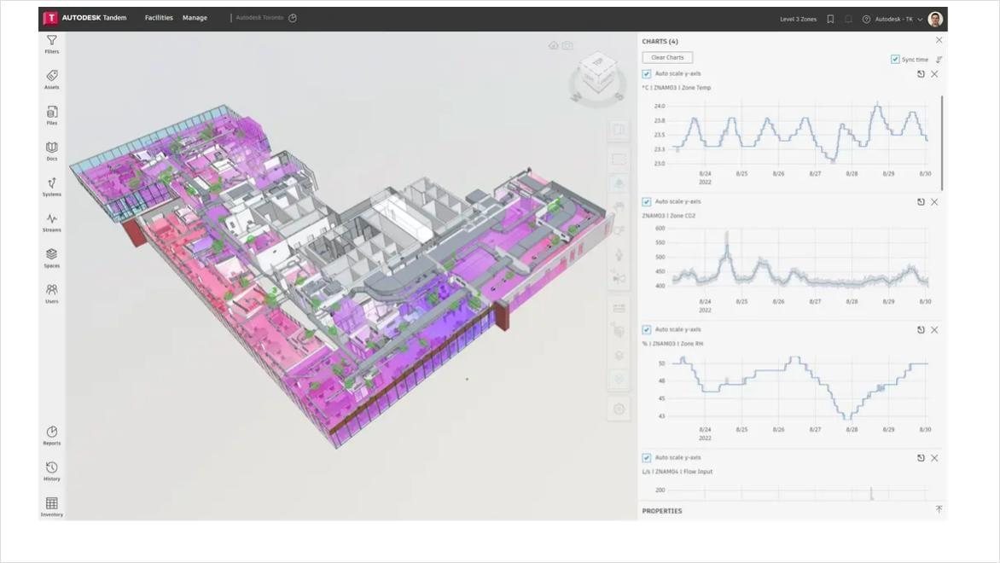 AUTODESK Tandem
Facilities
Manage
Autodesk Toronto
Level 3 Zones
Autodesk - TK
Filters
Assets
Files
Docs
Systems
Streams
Spaces
Users
Reports
History
Inventory
TOP
W
S
CHARTS (4)
Clear Charts
Sync time
Auto scale y-axis
°C | ZNAM03 | Zone Temp
24.0
23.8
23.5
23.3
23.0
8/24 8/25 8/26 8/27 8/28 8/29 8/30
2022
Auto scale y-axis
ZNAM03 | Zone CO2
600
550
500
450
400
8/24 8/25 8/26 8/27 8/28 8/29 8/30
2022
Auto scale y-axis
% | ZNAM03 | Zone RH
50
48
45
43
8/24 8/25 8/26 8/27 8/28 8/29 8/30
2022
Auto scale y-axis
L/s | ZNAM04 | Flow Input
200
PROPERTIES